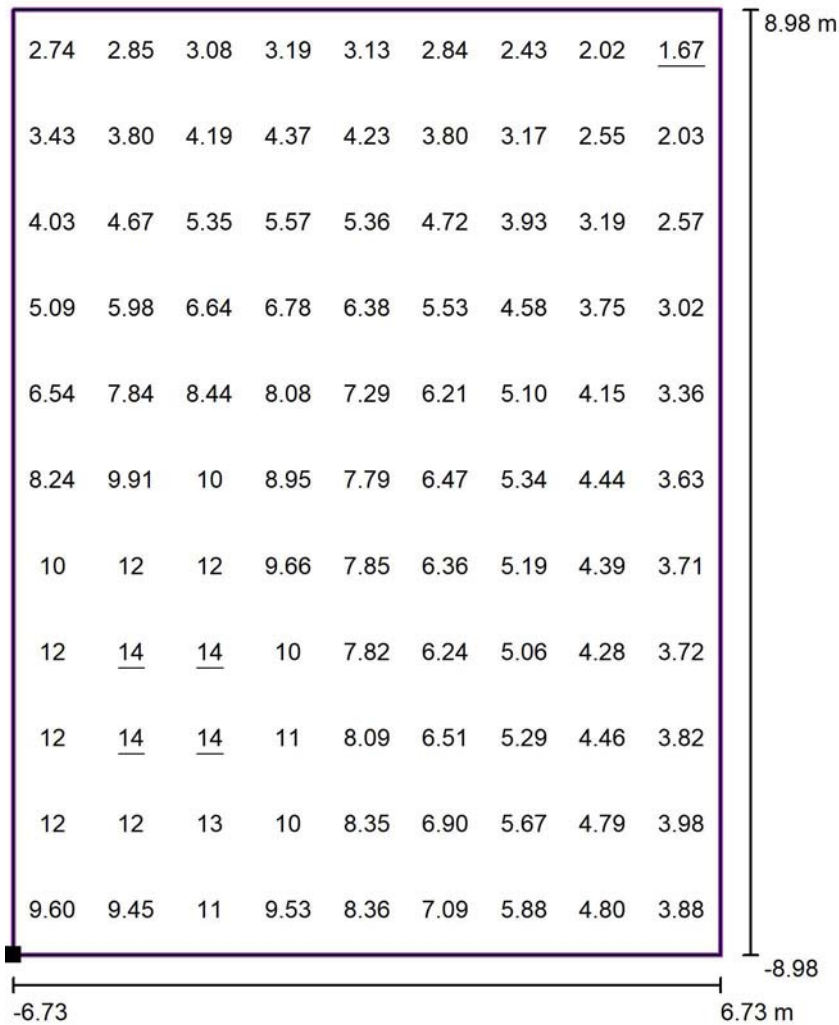 8.98 m
2.74 2.85 3.08 3.19 3.13 2.84 2.43 2.02 1.67
3.43 3.80 4.19 4.37 4.23 3.80 3.17 2.55 2.03
4.03 4.67 5.35 5.57 5.36 4.72 3.93 3.19 2.57
5.09 5.98 6.64 6.78 6.38 5.53 4.58 3.75 3.02
6.54 7.84 8.44 8.08 7.29 6.21 5.10 4.15 3.36
8.24 9.91 10 8.95 7.79 6.47 5.34 4.44 3.63
10 12 12 9.66 7.85 6.36 5.19 4.39 3.71
12 14 14 10 7.82 6.24 5.06 4.28 3.72
12 14 14 11 8.09 6.51 5.29 4.46 3.82
12 12 13 10 8.35 6.90 5.67 4.79 3.98
9.60 9.45 11 9.53 8.36 7.09 5.88 4.80 3.88
-8.98
-6.73 6.73 m